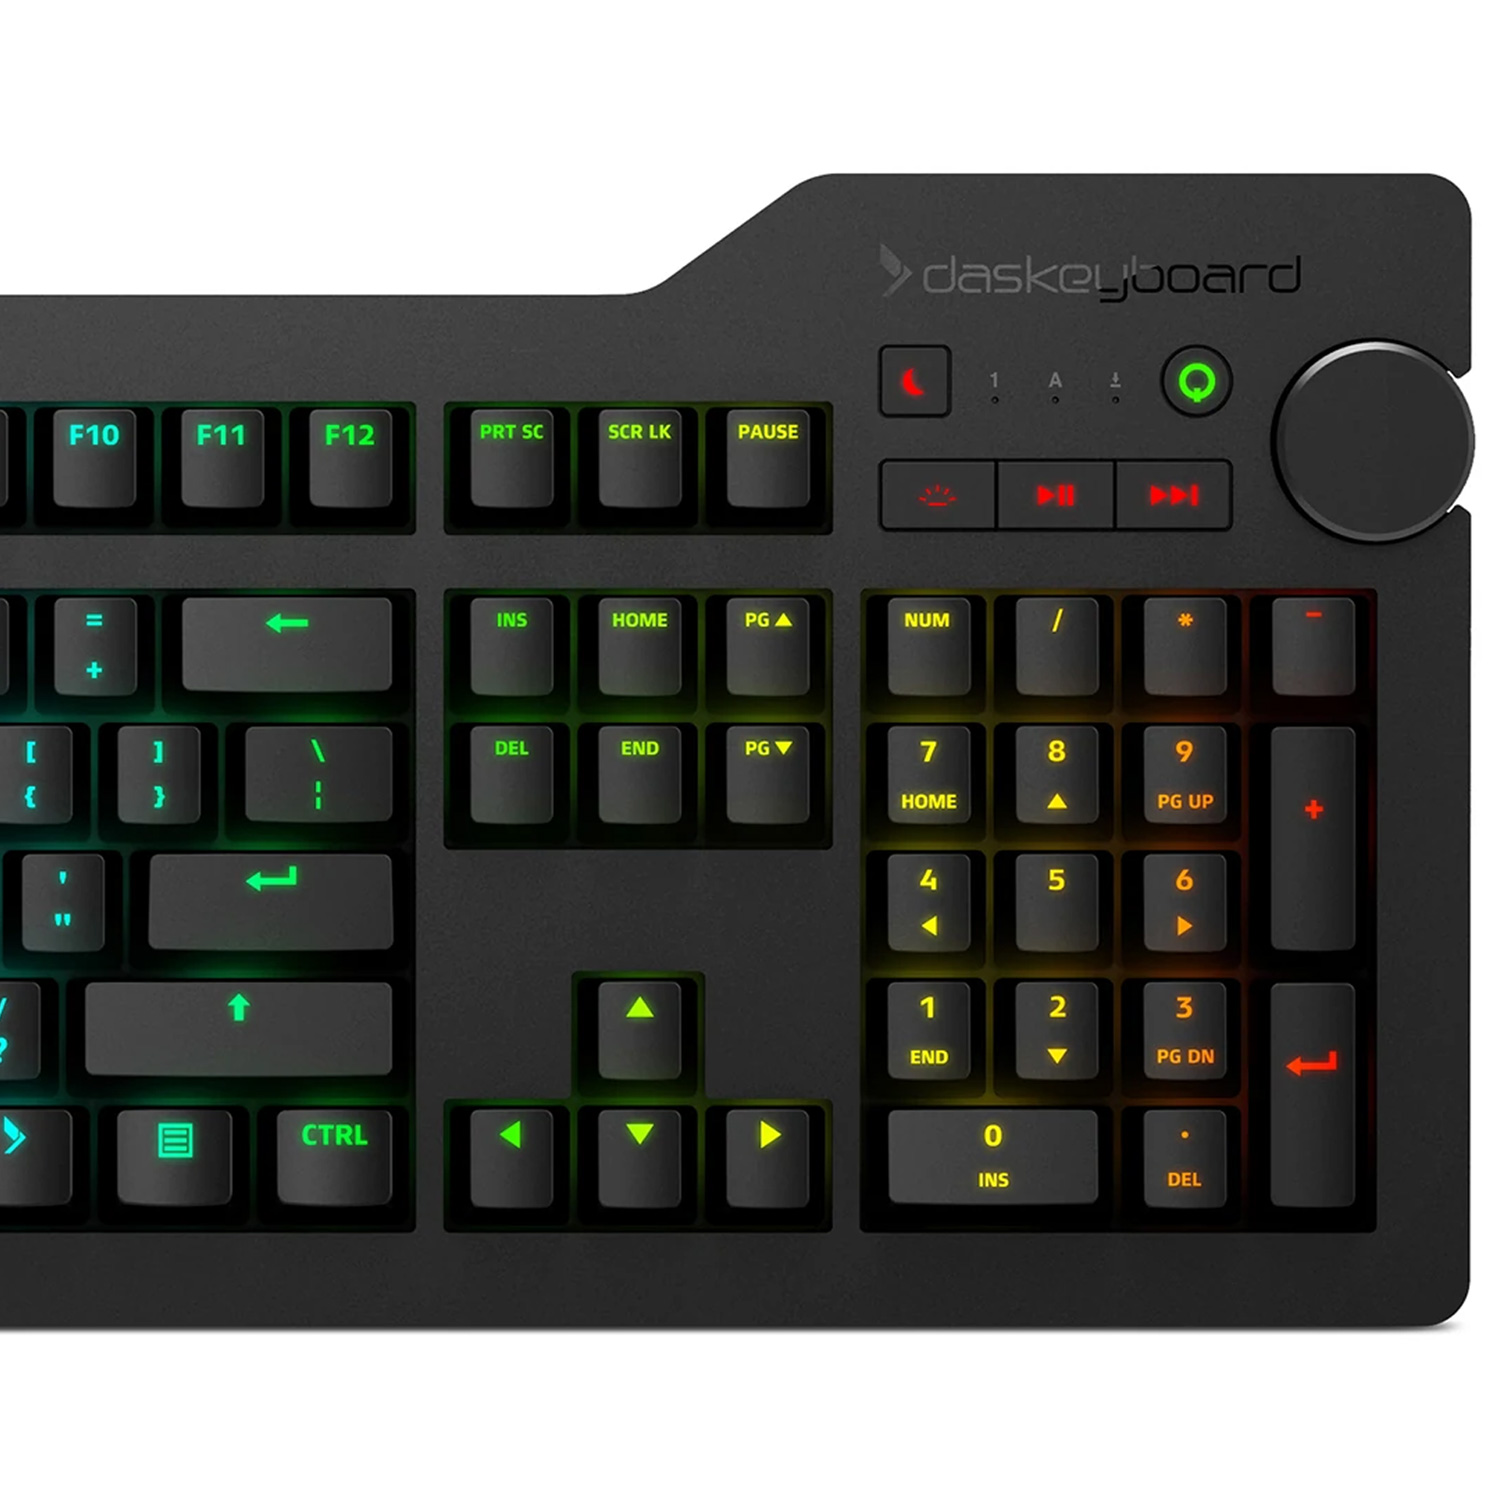 daskeyboard
1 A
F10 F11 F12 PRT SC SCR LK PAUSE
= INS HOME PG▲ NUM / * -
+
[ ] \ DEL END PG▼ 7 8 9 +
{ } ¦ HOME ▲ PG UP
' 4 5 6
" ◀ ▶
/ 1 2 3
? END ▼ PG DN
CTRL 0 .
INS DEL